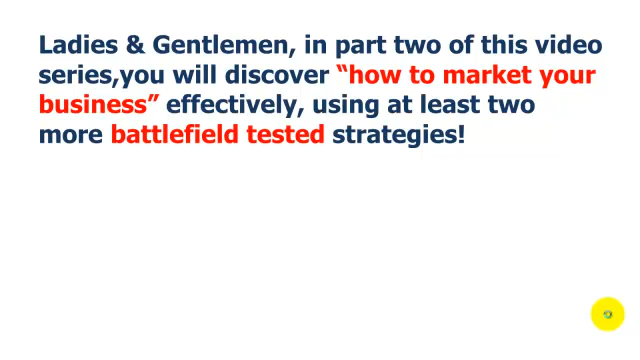 Ladies & Gentlemen, in part two of this video
series,you will discover “how to market your
business” effectively, using at least two
more battlefield tested strategies!